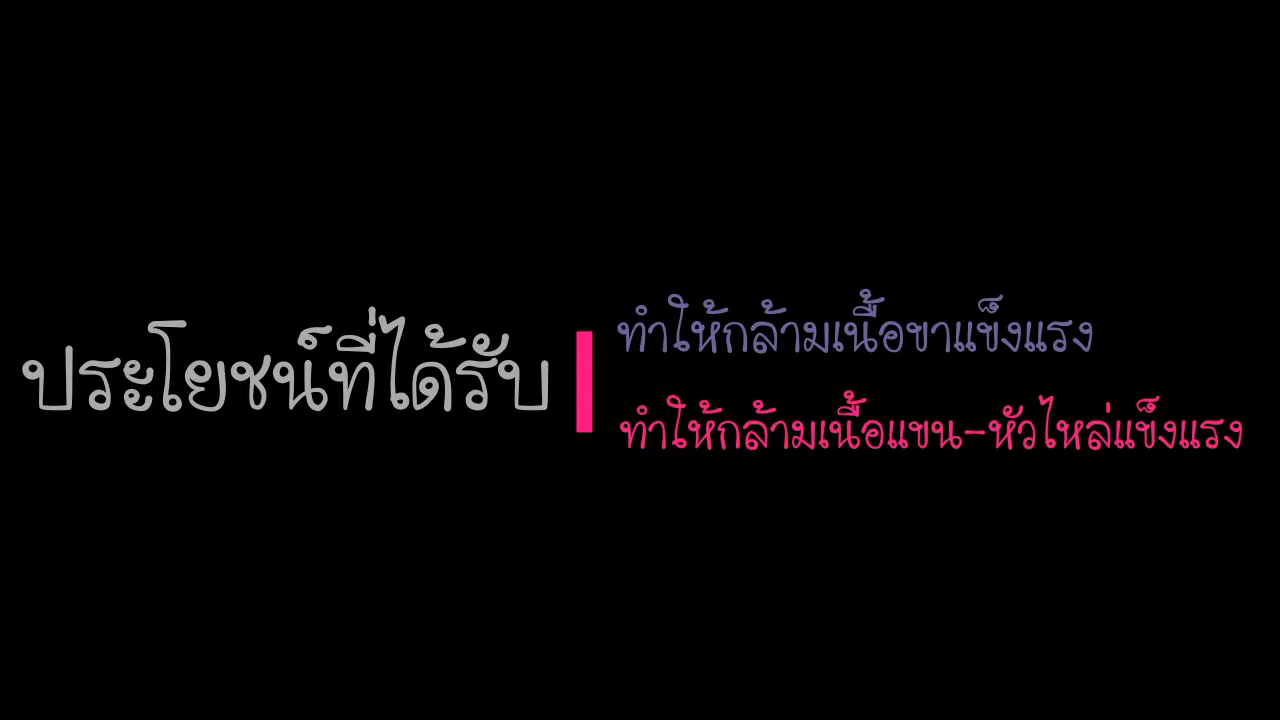 ประโยชน์ที่ได้รับ
ทำให้กล้ามเนื้อขาแข็งแรง
ทำให้กล้ามเนื้อแขน-หัวไหล่แข็งแรง